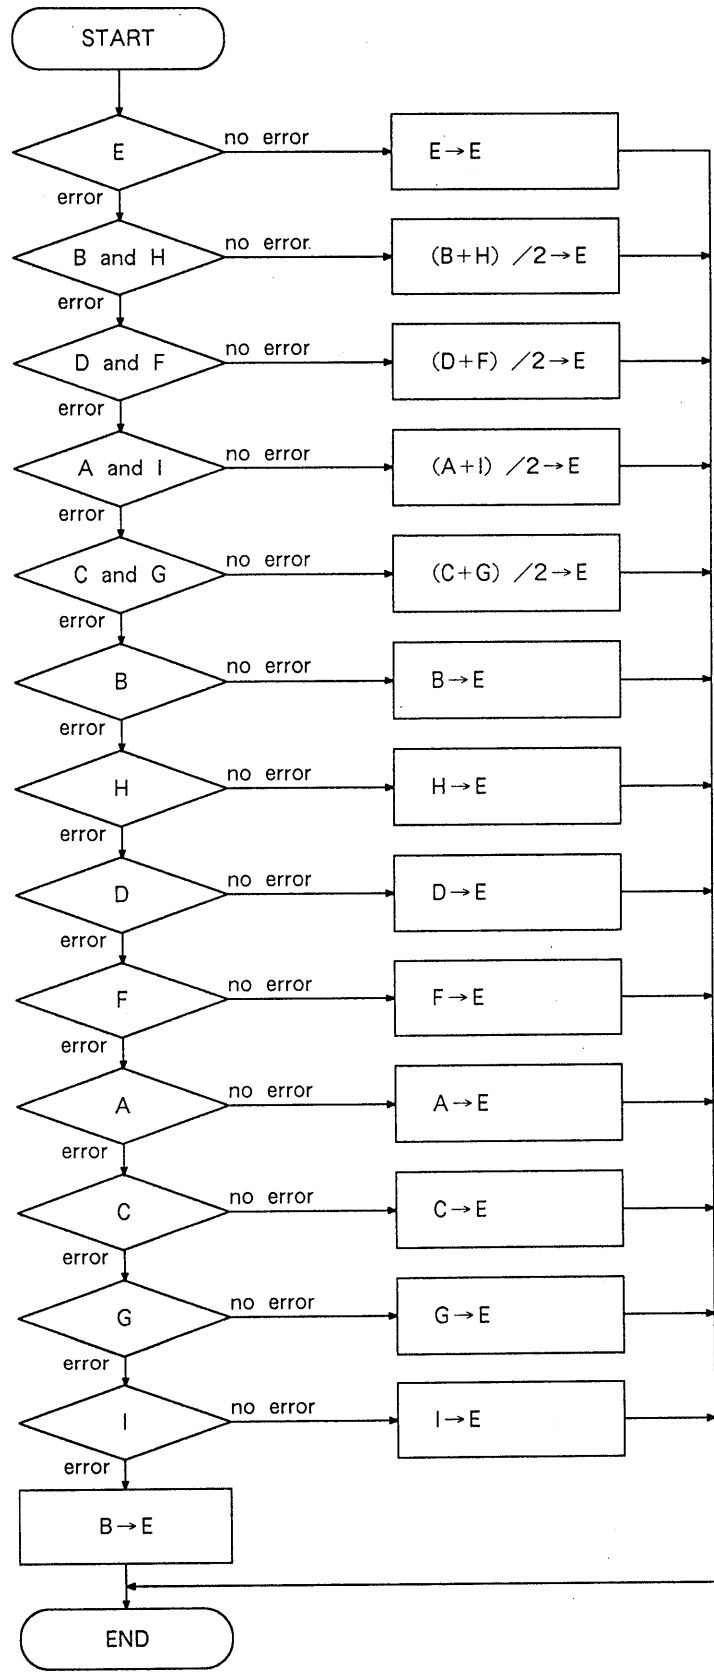 START
E
no error
E→E
error
B and H
no error
(B+H) /2→E
error
D and F
no error
(D+F) /2→E
error
A and I
no error
(A+I) /2→E
error
C and G
no error
(C+G) /2→E
error
B
no error
B→E
error
H
no error
H→E
error
D
no error
D→E
error
F
no error
F→E
error
A
no error
A→E
error
C
no error
C→E
error
G
no error
G→E
error
I
no error
I→E
error
B→E
END